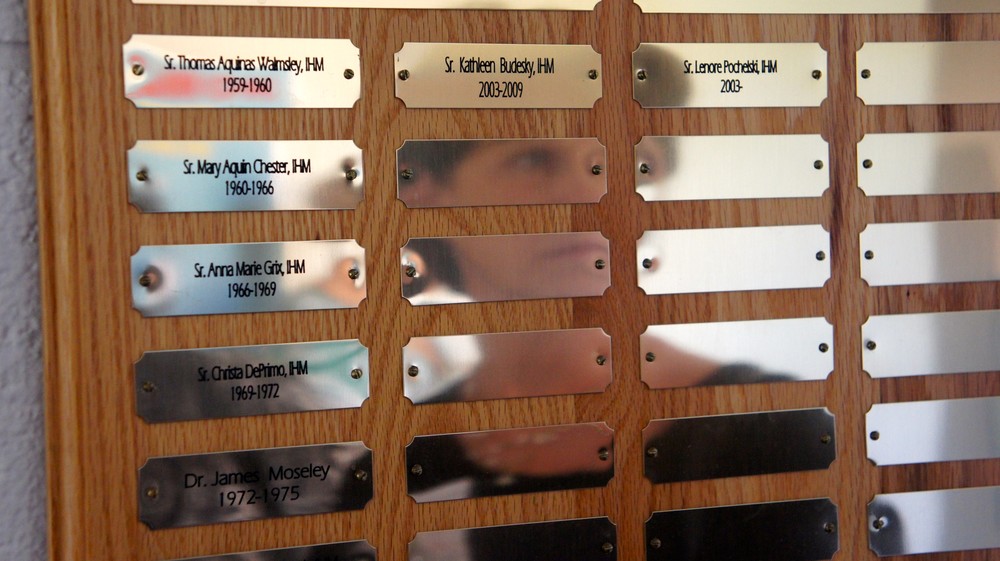 Sr. Thomas Aquinas Walmsley, IHM
1959-1960
Sr. Mary Aquin Chester, IHM
1960-1966
Sr. Anna Marie Grix, IHM
1966-1969
Sr. Christa DePrimo, IHM
1969-1972
Dr. James Moseley
1972-1975
Sr. Kathleen Budesky, IHM
2003-2009
Sr. Lenore Pochelski, IHM
2003-